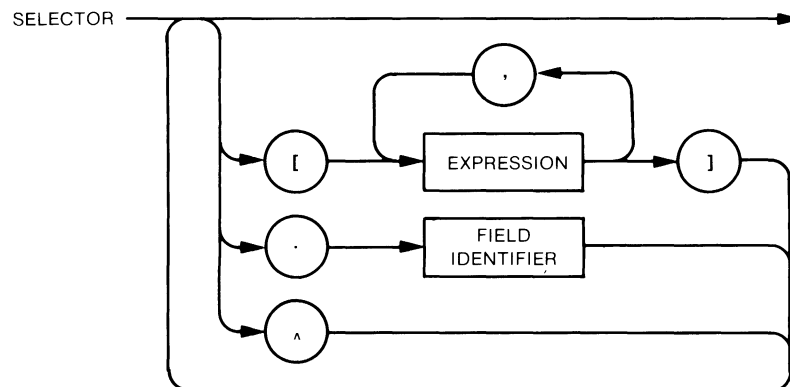 SELECTOR
,
[
EXPRESSION
]
.
FIELD
IDENTIFIER
^